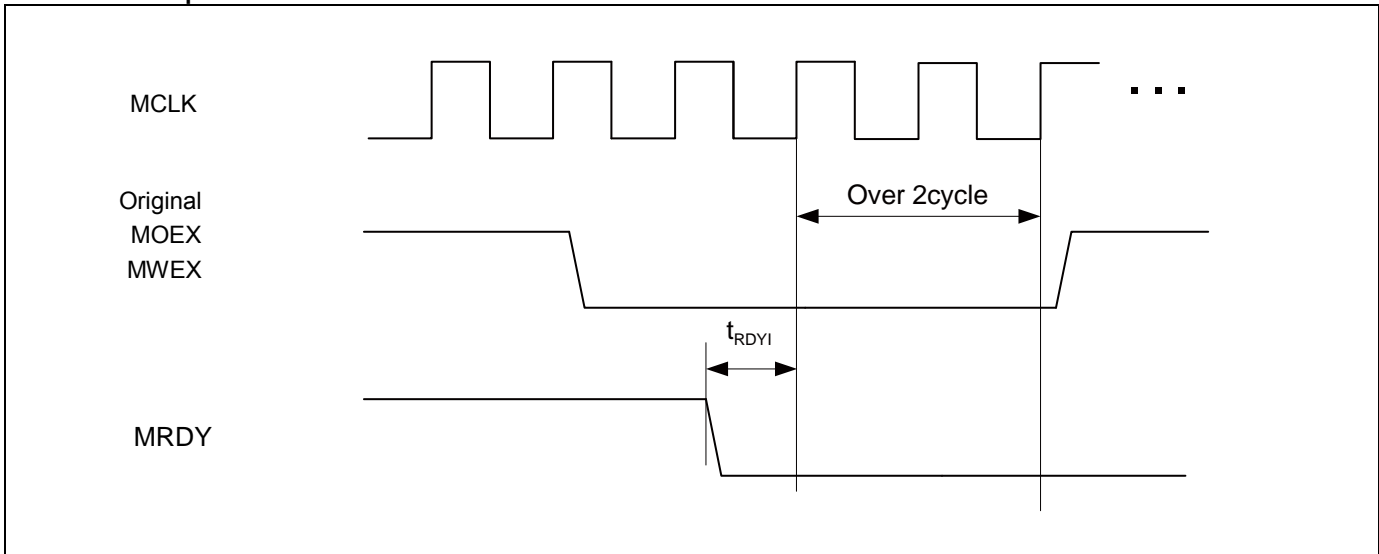 MCLK
. . .
Original
MOEX
MWEX
Over 2cycle
tRDYI
MRDY